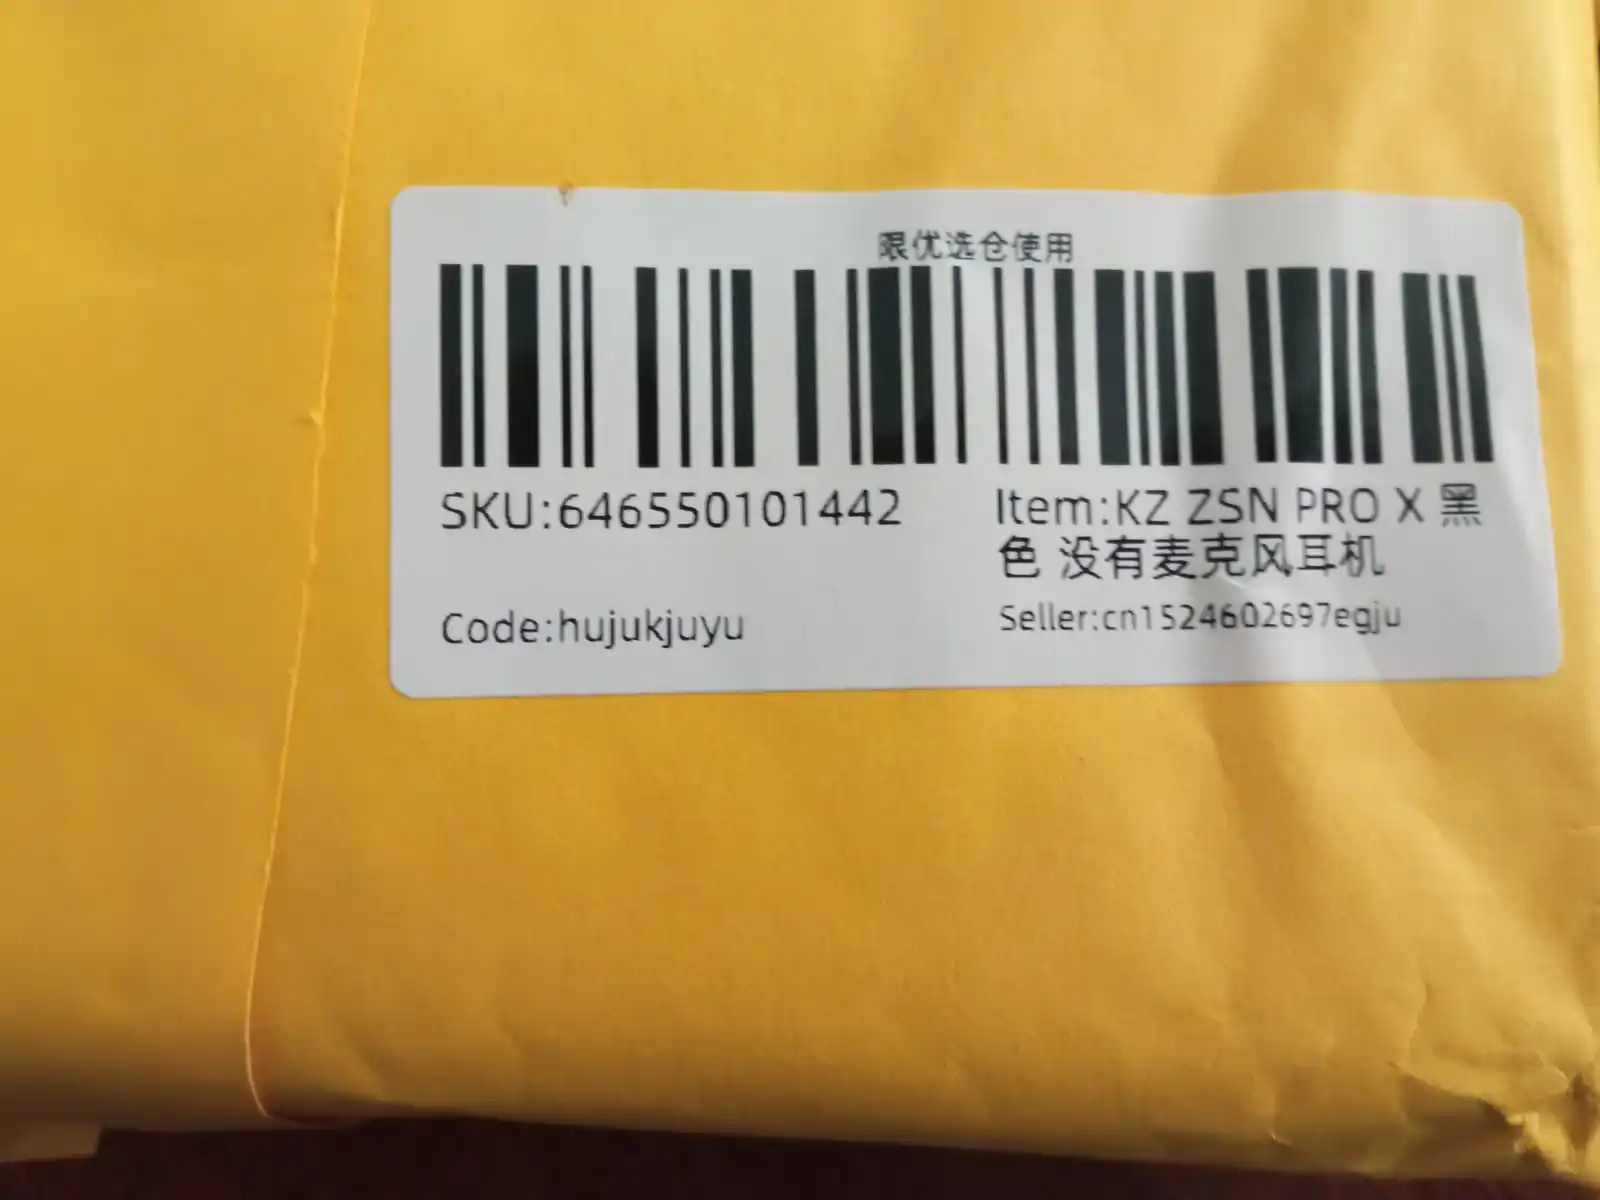 限优选仓使用
SKU:646550101442
Item:KZ ZSN PRO X 黑
色 没有麦克风耳机
Code:hujukjuyu
Seller:cn1524602697egju